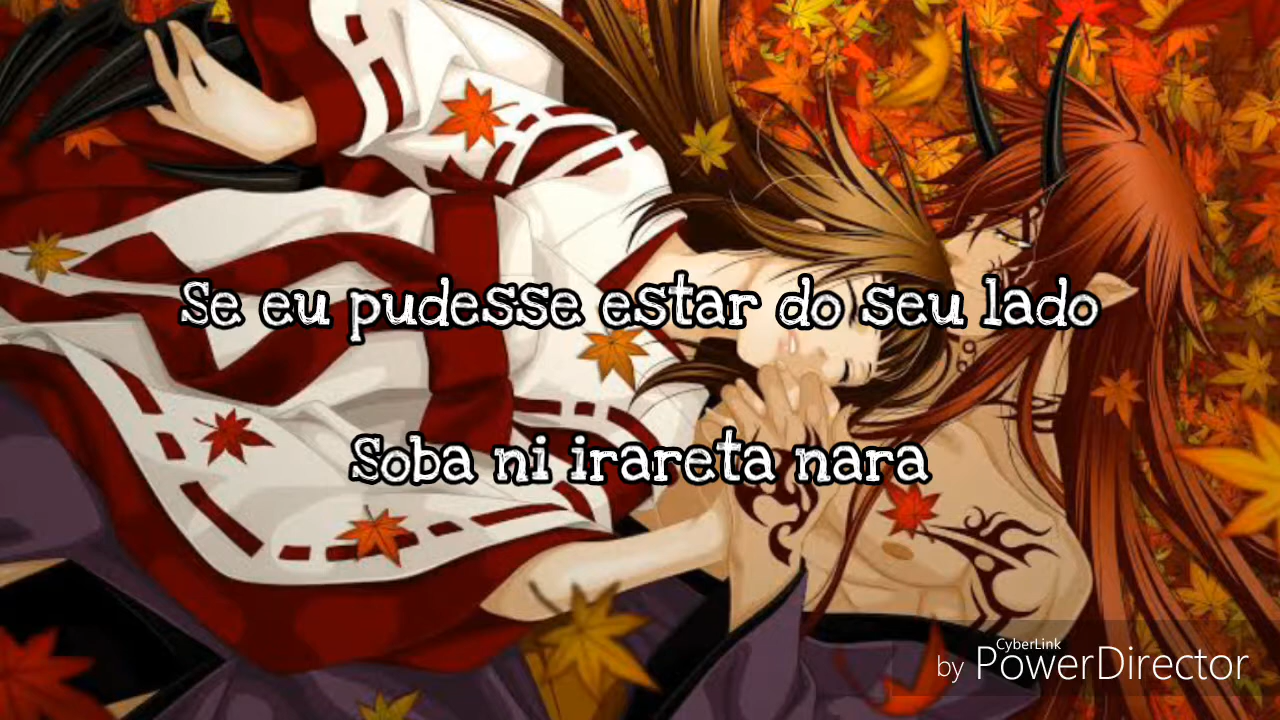 Se eu pudesse estar do seu lado
Soba ni irareta nara
CyberLink
by PowerDirector